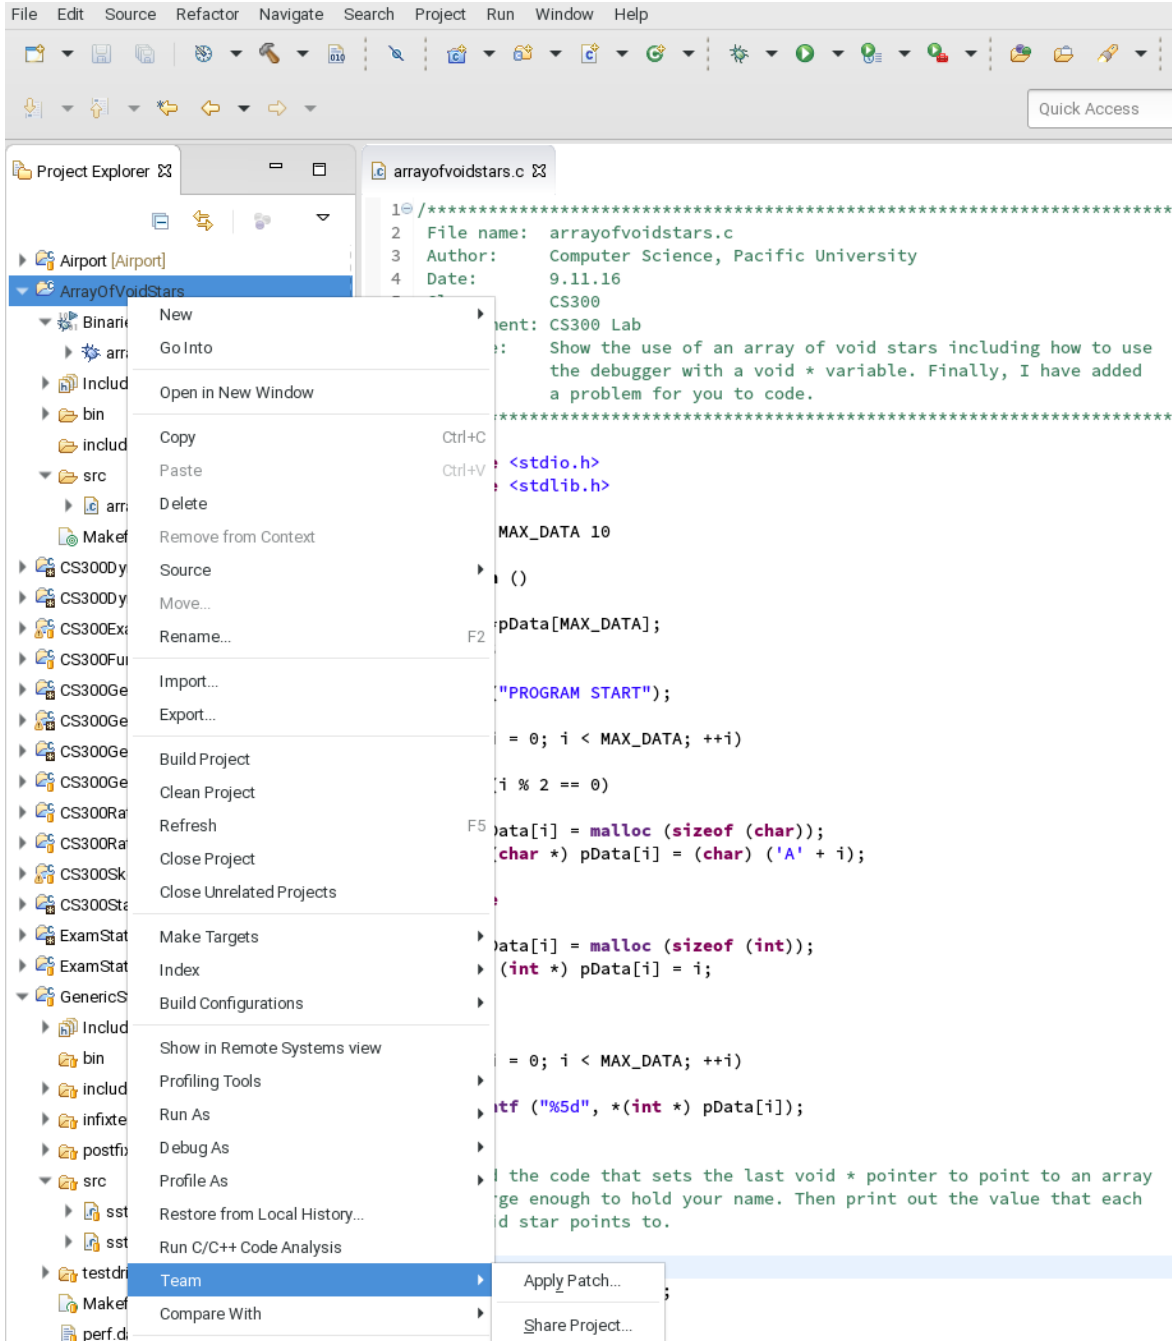 File Edit Source Refactor Navigate Search Project Run Window Help
Quick Access
Project Explorer
Airport [Airport]
ArrayOfVoidStars
Binarie
arr
Includ
bin
includ
src
arr
Makef
CS300Dy
CS300Dy
CS300Exa
CS300Fun
CS300Ge
CS300Ge
CS300Ge
CS300Ge
CS300Rat
CS300Rat
CS300Sk
CS300Sta
ExamStat
ExamStat
GenericS
Includ
bin
includ
infixte
postfix
src
sst
sst
testdri
Makef
perf.da
New
Go Into
Open in New Window
Copy Ctrl+C
Paste Ctrl+V
Delete
Remove from Context
Source
Move...
Rename... F2
Import...
Export...
Build Project
Clean Project
Refresh F5
Close Project
Close Unrelated Projects
Make Targets
Index
Build Configurations
Show in Remote Systems view
Profiling Tools
Run As
Debug As
Profile As
Restore from Local History...
Run C/C++ Code Analysis
Team
Compare With
Apply Patch...
Share Project...
arrayofvoidstars.c
1 /*************************************************************************
2 File name: arrayofvoidstars.c
3 Author: Computer Science, Pacific University
4 Date: 9.11.16
CS300
ment: CS300 Lab
: Show the use of an array of void stars including how to use
the debugger with a void * variable. Finally, I have added
a problem for you to code.
******************************************************************
e <stdio.h>
e <stdlib.h>
MAX_DATA 10
n ()
*pData[MAX_DATA];
("PROGRAM START");
i = 0; i < MAX_DATA; ++i)
(i % 2 == 0)
Data[i] = malloc (sizeof (char));
(char *) pData[i] = (char) ('A' + i);
e
Data[i] = malloc (sizeof (int));
(int *) pData[i] = i;
i = 0; i < MAX_DATA; ++i)
ntf ("%5d", *(int *) pData[i]);
d the code that sets the last void * pointer to point to an array
rge enough to hold your name. Then print out the value that each
id star points to.
;